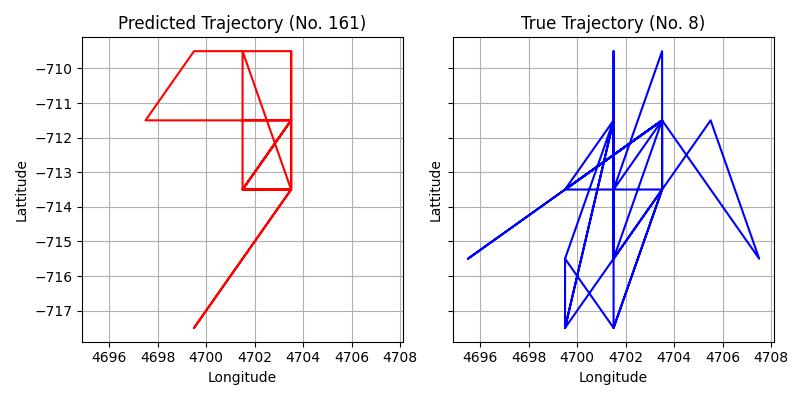 Predicted Trajectory (No. 161)
True Trajectory (No. 8)
Lattitude
−710
−711
−712
−713
−714
−715
−716
−717
4696 4698 4700 4702 4704 4706 4708
Longitude
Lattitude
4696 4698 4700 4702 4704 4706 4708
Longitude